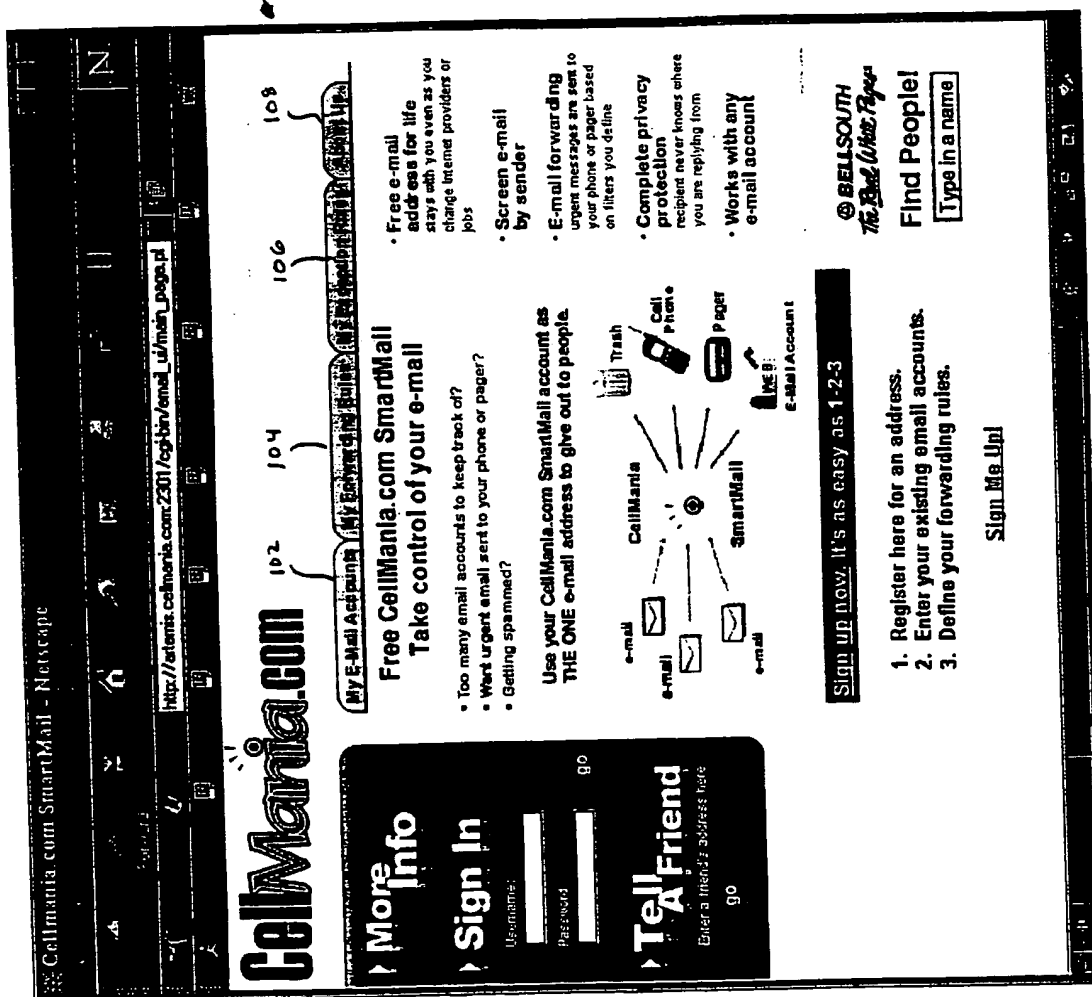 Cellmania.com SmartMail - Netscape
N
http://artemis.cellmania.com:2301/cgi-bin/email_ui/main_page.pl
CellMania.com
102
104
106
108
My E-Mail Accounts
My Forwarding Rules
Sign Up
More
Info
Sign In
Username:
Password
go
Tell
A Friend
Enter a friend's address here
go
Free CellMania.com SmartMail
Take control of your e-mail
• Too many email accounts to keep track of?
• Want urgent email sent to your phone or pager?
• Getting spammed?
Use your CellMania.com SmartMail account as
THE ONE e-mail address to give out to people.
e-mail
e-mail
e-mail
CellMania
SmartMail
Trash
Cell
Phone
Pager
WEB
E-Mail Account
• Free e-mail
address for life
stays with you even as you
change Internet providers or
jobs
• Screen e-mail
by sender
• E-mail forwarding
urgent messages are sent to
your phone or pager based
on filters you define
• Complete privacy
protection
recipient never knows where
you are replying from
• Works with any
e-mail account
Sign up now, it's as easy as 1-2-3
1. Register here for an address.
2. Enter your existing email accounts.
3. Define your forwarding rules.
Sign Me Up!
BELLSOUTH
The Real White Pages
Find People!
Type in a name